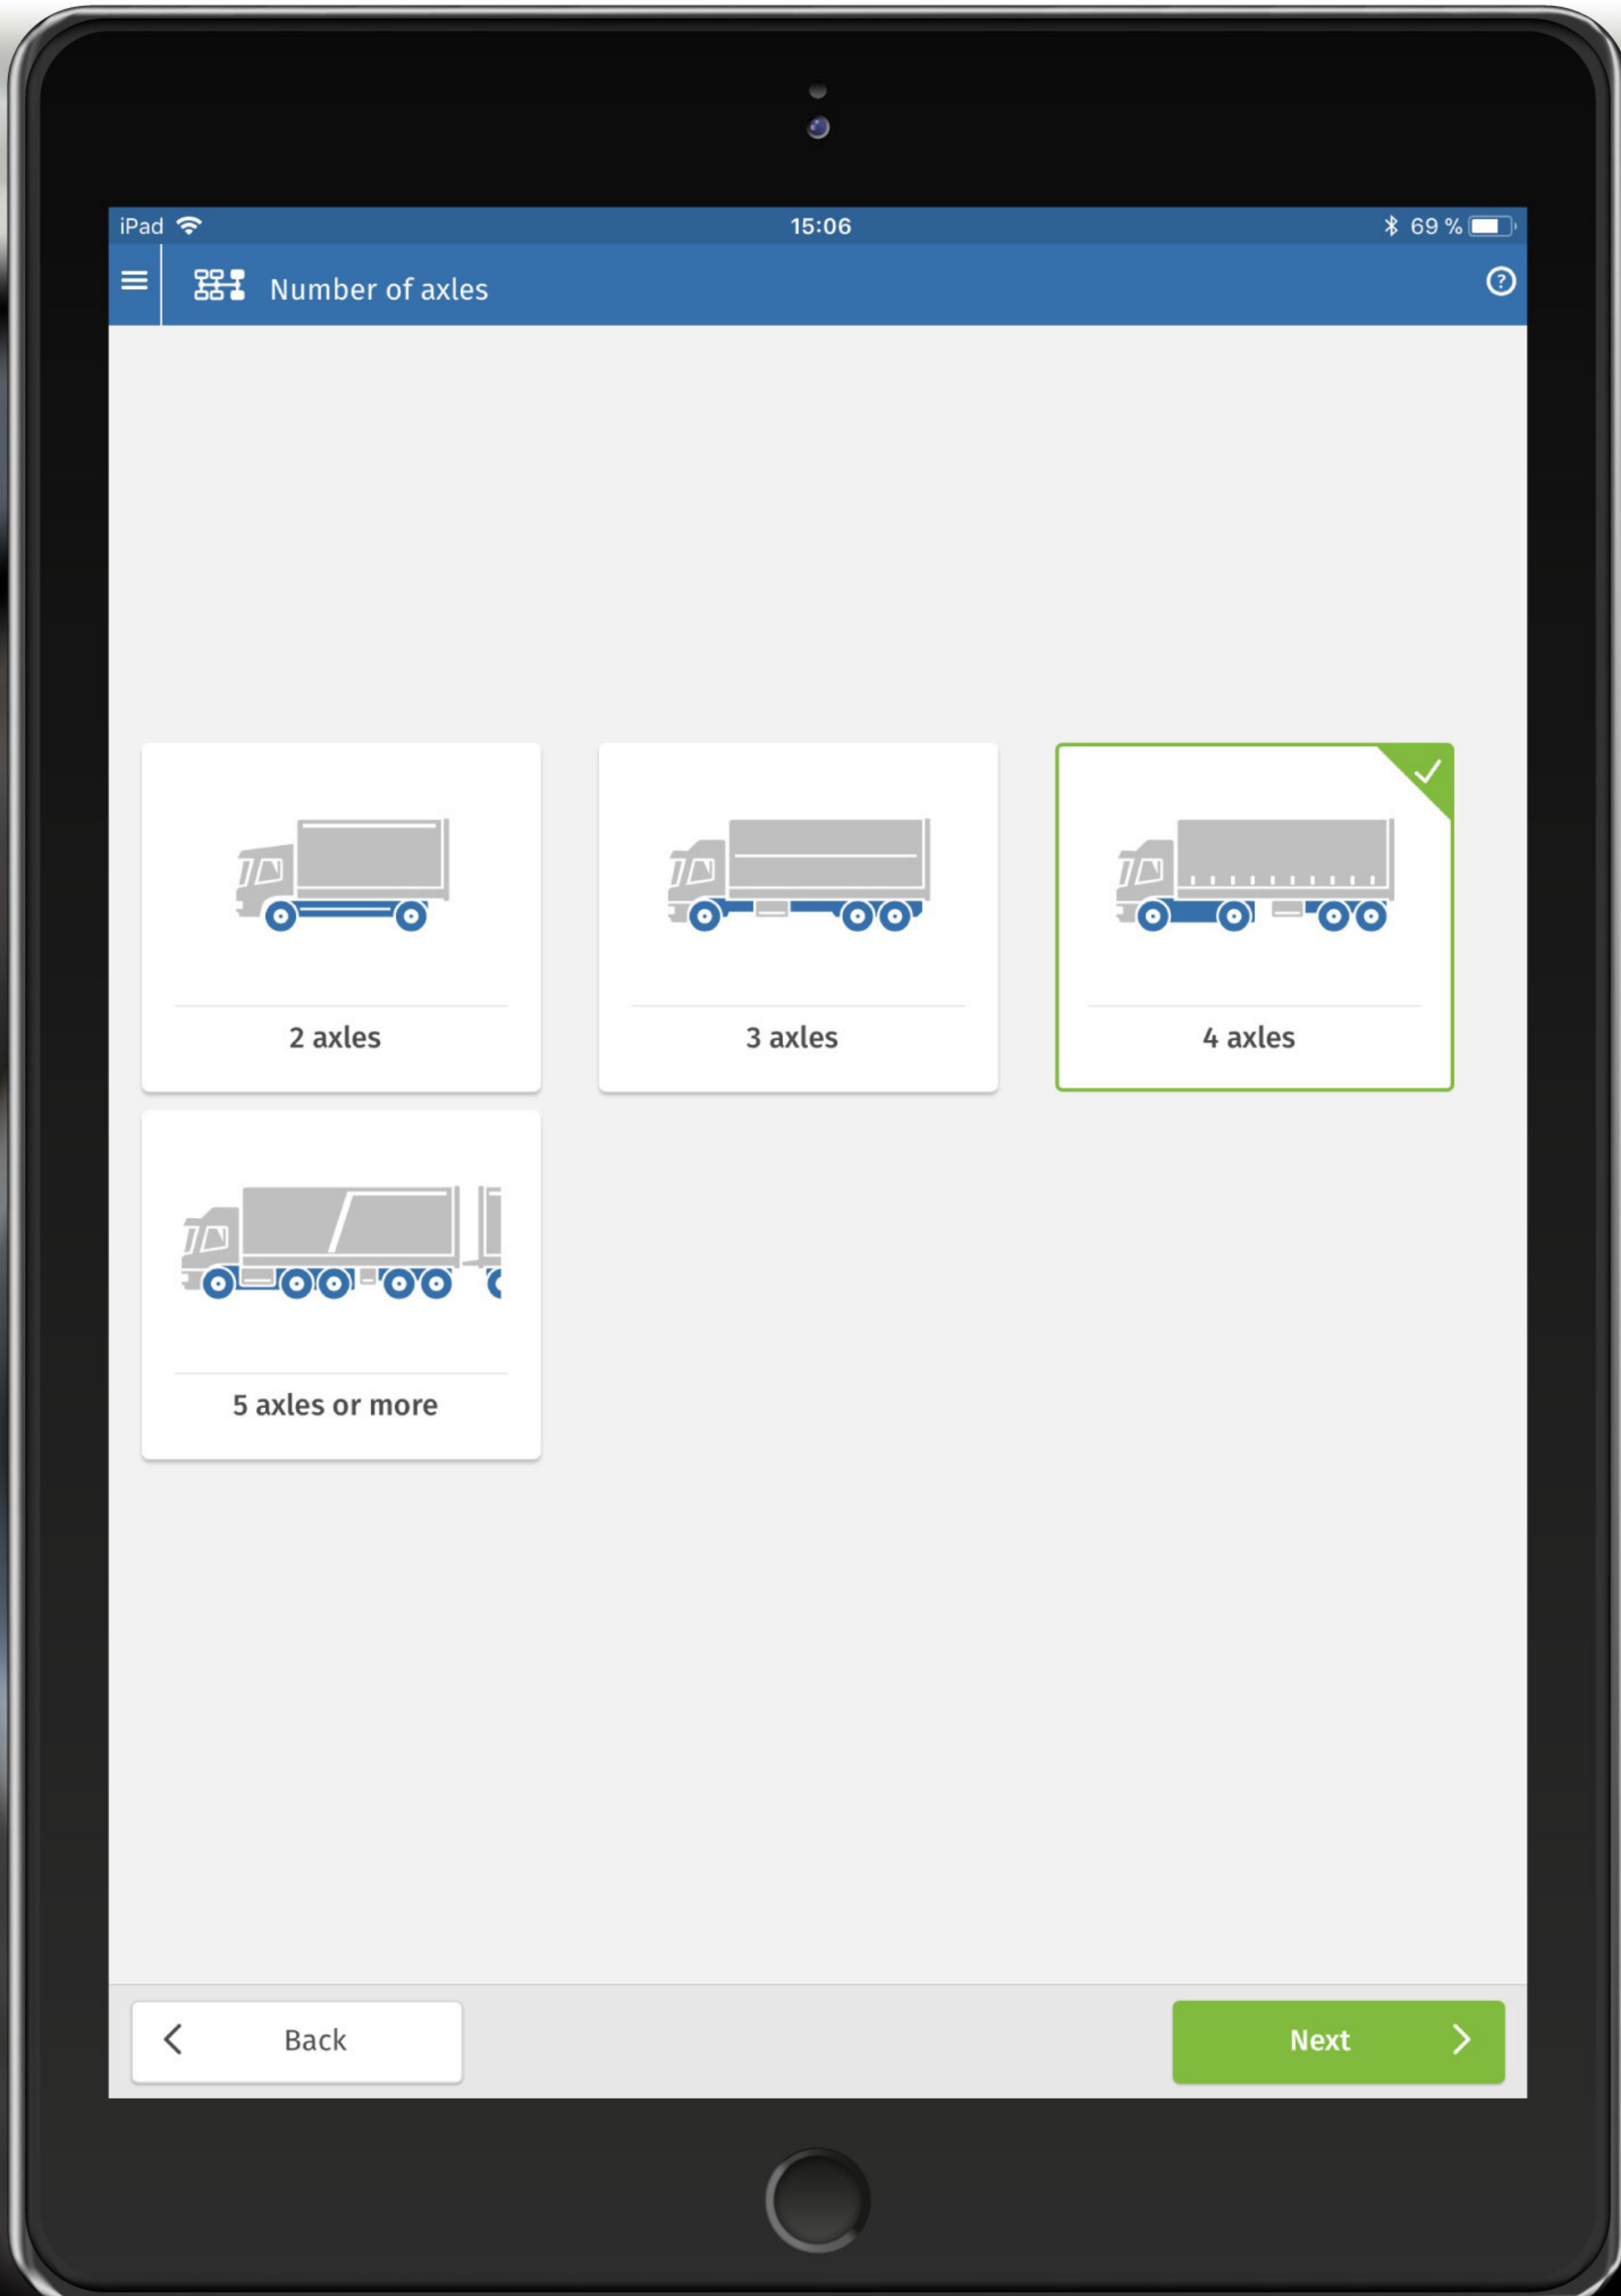 iPad 15:06 69 %
Number of axles
2 axles 3 axles 4 axles
5 axles or more
Back Next